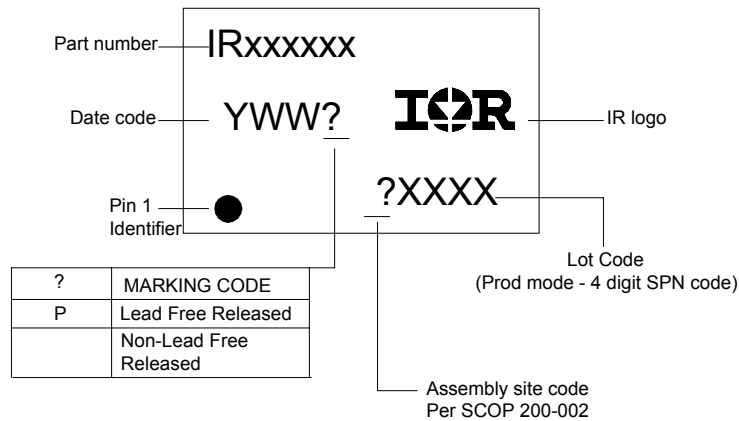 Part number
IRxxxxxx
Date code
YWW?
IOR
IR logo
?XXXX
Pin 1
Identifier
Lot Code
(Prod mode - 4 digit SPN code)
? MARKING CODE
P Lead Free Released
Non-Lead Free
Released
Assembly site code
Per SCOP 200-002